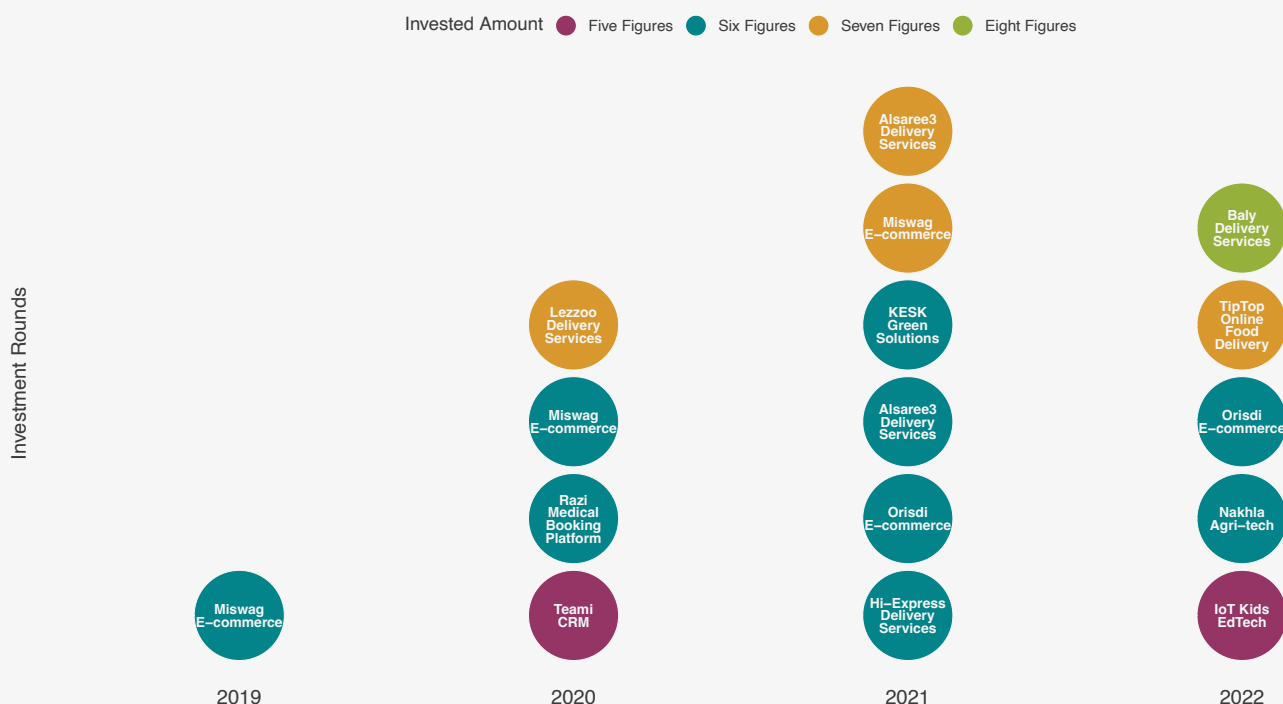 Invested Amount
Five Figures
Six Figures
Seven Figures
Eight Figures
Investment Rounds
Miswag
E−commerce
2019
Lezzoo
Delivery
Services
Miswag
E−commerce
Razi
Medical
Booking
Platform
Teami
CRM
2020
Alsaree3
Delivery
Services
Miswag
E−commerce
KESK
Green
Solutions
Alsaree3
Delivery
Services
Orisdi
E−commerce
Hi−Express
Delivery
Services
2021
Baly
Delivery
Services
TipTop
Online
Food
Delivery
Orisdi
E−commerce
Nakhla
Agri−tech
IoT Kids
EdTech
2022